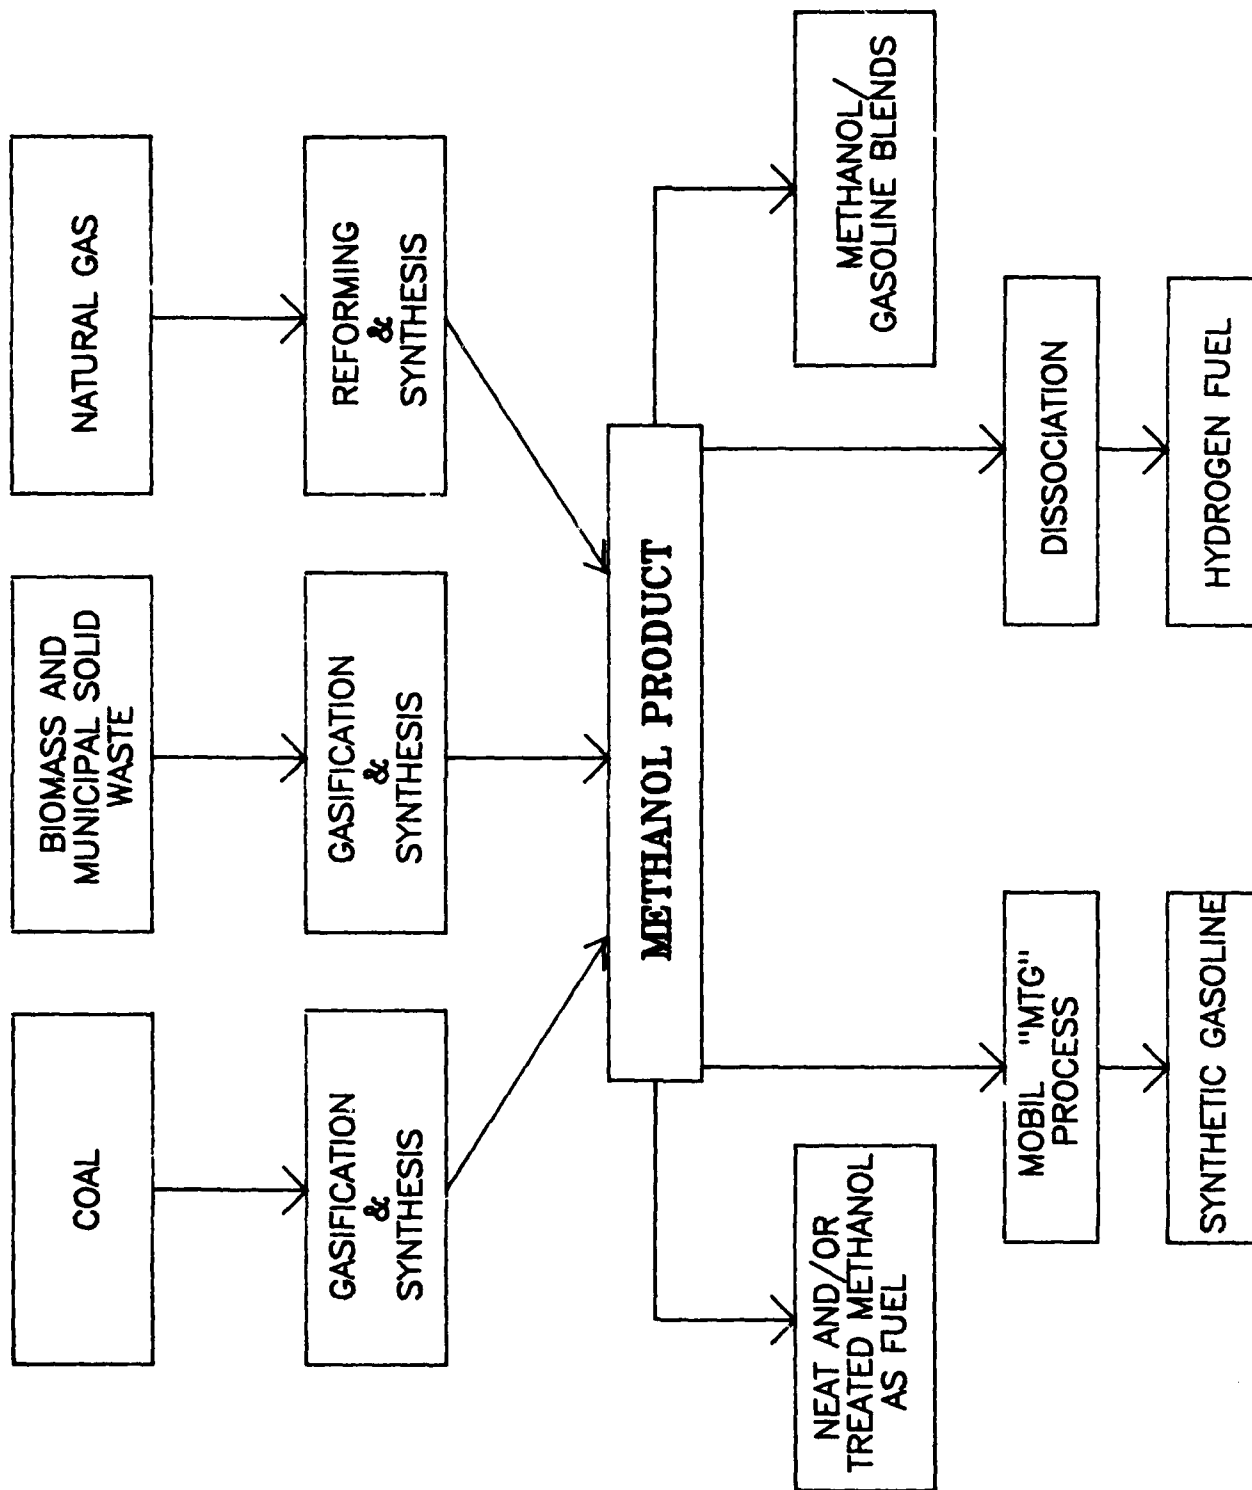 COAL
BIOMASS AND
MUNICIPAL SOLID
WASTE
NATURAL GAS
GASIFICATION
&
SYNTHESIS
GASIFICATION
&
SYNTHESIS
REFORMING
&
SYNTHESIS
METHANOL PRODUCT
NEAT AND/OR
TREATED METHANOL
AS FUEL
METHANOL/
GASOLINE BLENDS
MOBIL "MTG"
PROCESS
DISSOCIATION
SYNTHETIC GASOLINE
HYDROGEN FUEL